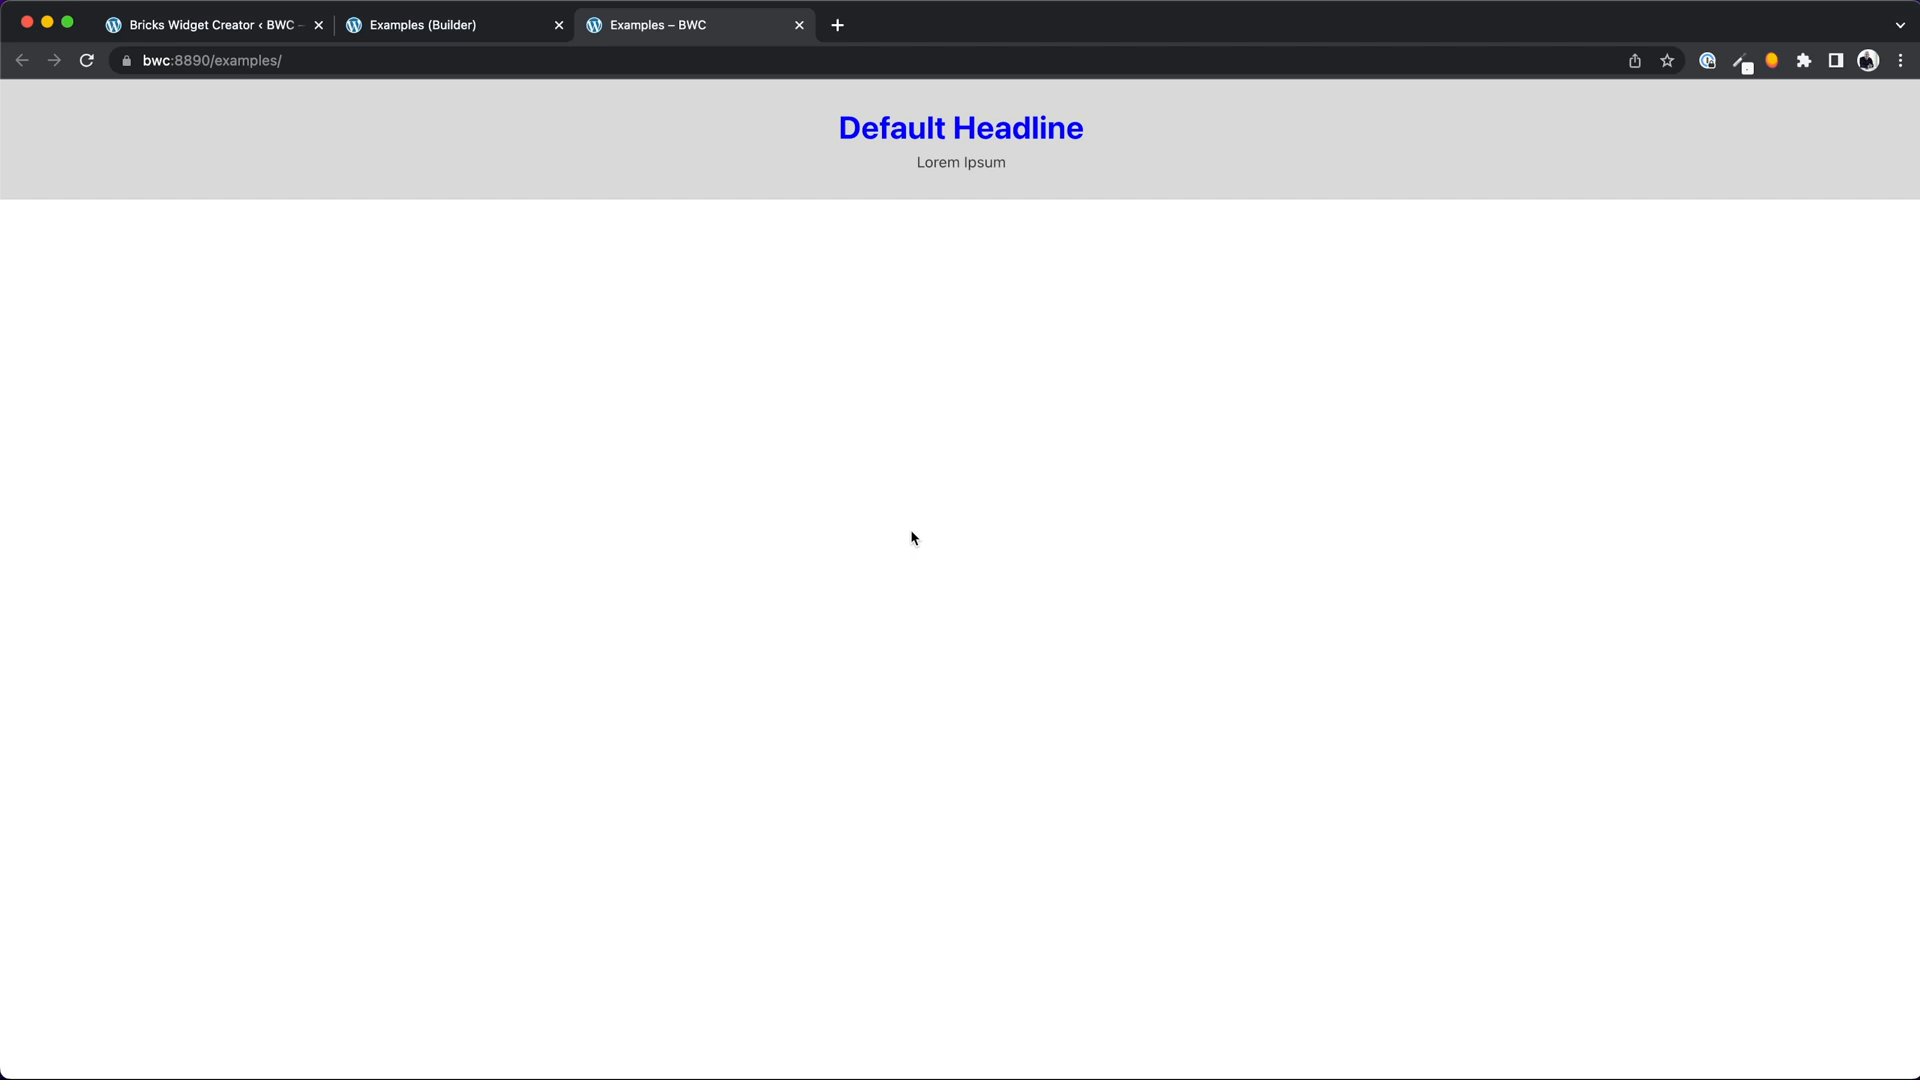 Bricks Widget Creator ‹ BWC –
Examples (Builder)
Examples – BWC
bwc:8890/examples/
Default Headline
Lorem Ipsum